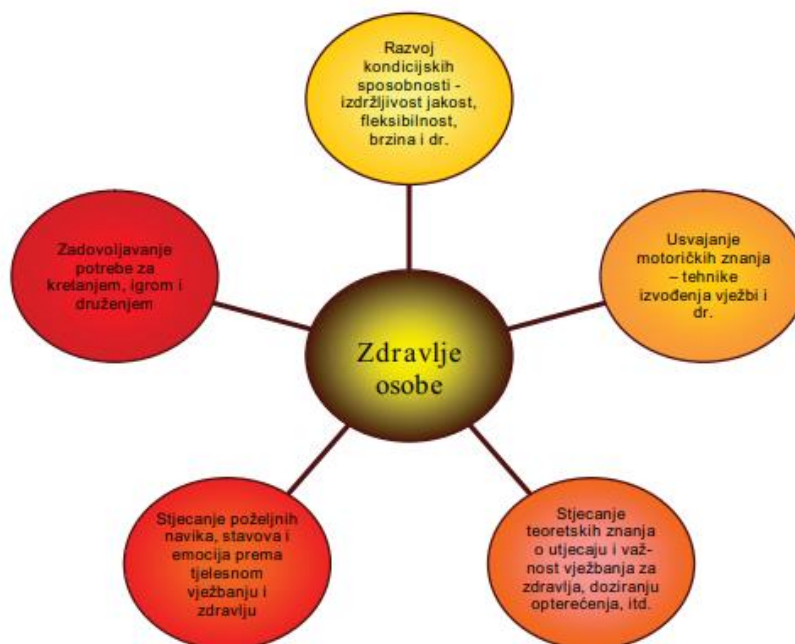 Razvoj
kondicijskih
sposobnosti -
izdržljivost jakost,
fleksibilnost,
brzina i dr.
Zadovoljavanje
potrebe za
krelanjem, igrom i
druženjem
Usvajanje
motoričkih znanja
– tehnike
izvođenja vježbi i
dr.
Zdravlje
osobe
Stjecanje poželjnih
navika, stavova i
emocija prema
tjelesnom
vježbanju i
zdravlju
Stjecanje
teoretskih znanja
o utjecaju i važ-
nost vježbanja za
zdravlja, doziranju
opterećenja, itd.